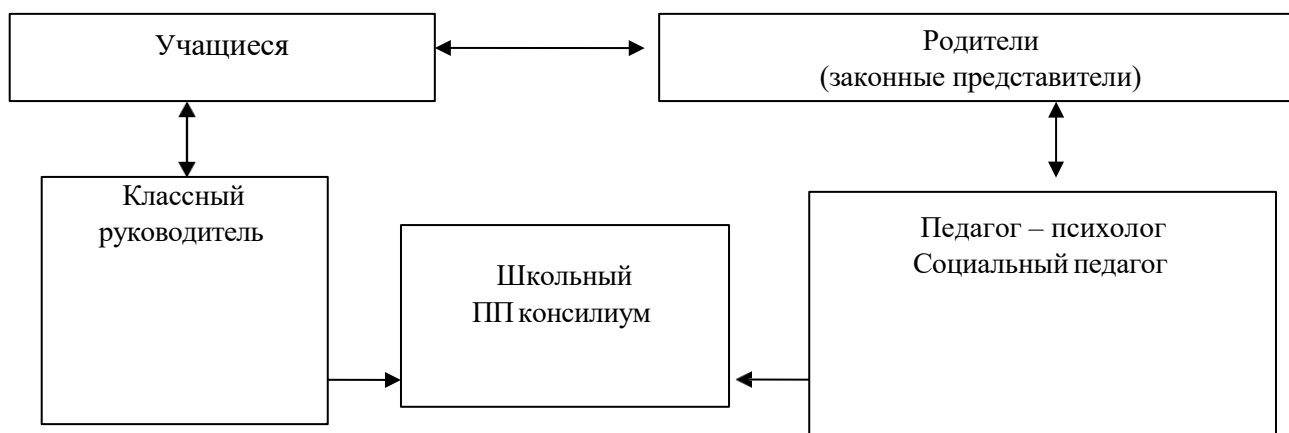 Учащиеся
Родители
(законные представители)
Классный
руководитель
Школьный
ПП консилиум
Педагог – психолог
Социальный педагог